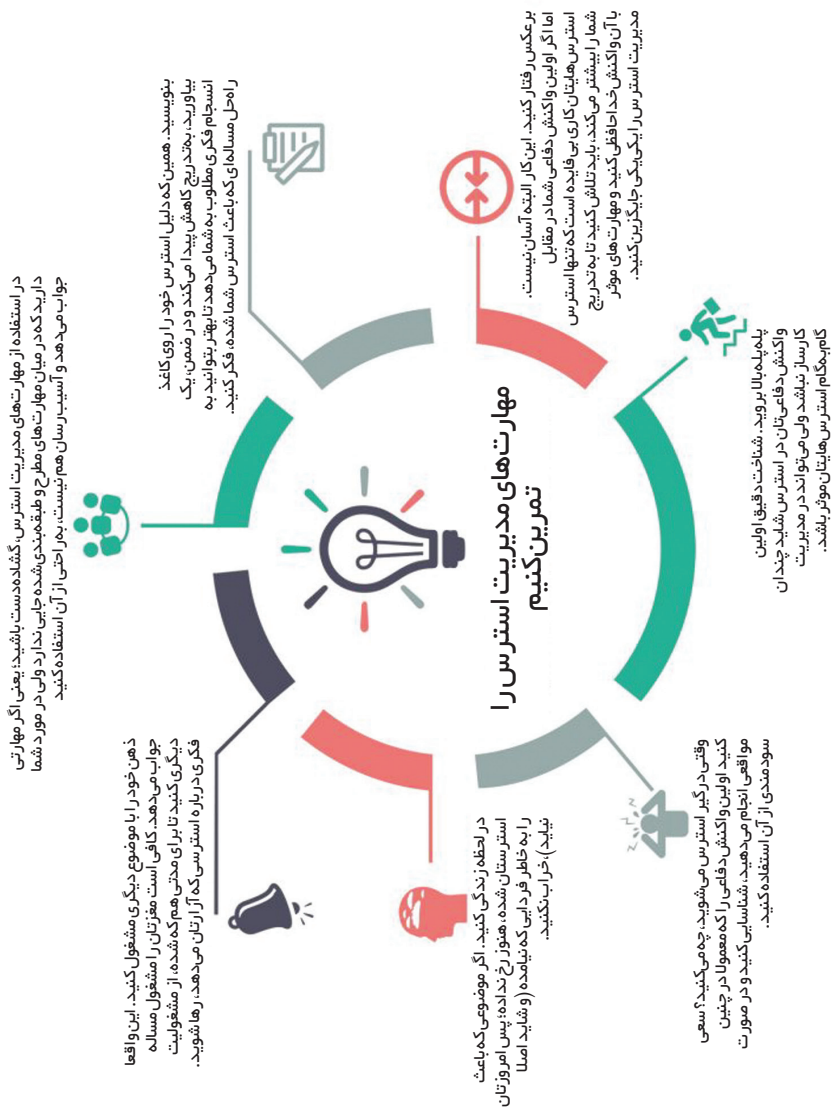 در استفاده از مهارت‌های مدیریت استرس، گشاده‌دست باشید؛ یعنی اگر مهارتی
دارید که در میان مهارت‌های مطرح و طبقه‌بندی‌شده جایی ندارد ولی در مورد شما
جواب می‌دهد و آسیب‌رسان هم نیست، به‌راحتی از آن استفاده کنید
بنویسید. همین که دلیل استرس خود را روی کاغذ
بیاورید، به‌تدریج کاهش پیدا می‌کند و در ضمن، یک
انسجام فکری مطلوب به شما می‌دهد تا بهتر بتوانید به
راه‌حل مساله‌ای که باعث استرس شما شده، فکر کنید.
ذهن خود را با موضوع دیگری مشغول کنید. این واقعا
جواب می‌دهد. کافی است مغزتان را مشغول مساله
دیگری کنید تا برای مدتی هم که شده، از مشغولیت
فکری درباره استرسی که آزارتان می‌دهد، رها شوید.
مهارت‌های مدیریت استرس را
تمرین کنیم
برعکس رفتار کنید. این کار البته آسان نیست.
اما اگر اولین واکنش دفاعی شما در مقابل
استرس‌هایتان کاری بی‌فایده است که تنها استرس
شما را بیشتر می‌کند، باید تلاش کنید تا به‌تدریج
با آن واکنش خداحافظی کنید و مهارت‌های موثر
مدیریت استرس را یکی‌یکی جایگزین کنید.
در لحظه زندگی کنید. اگر موضوعی که باعث
استرستان شده، هنوز رخ نداده؛ پس امروزتان
را به خاطر فردایی که نیامده (و شاید اصلا
نیاید)، خراب نکنید.
پله‌پله بالا بروید. شناخت دقیق اولین
واکنش دفاعی‌تان در استرس شاید چندان
کارساز نباشد ولی می‌تواند در مدیریت
گام‌به‌گام استرس‌هایتان موثر باشد.
وقتی درگیر استرس می‌شوید، چه می‌کنید؟ سعی
کنید اولین واکنش دفاعی را که معمولا در چنین
مواقعی انجام می‌دهید، شناسایی کنید و در صورت
سودمندی از آن استفاده کنید.